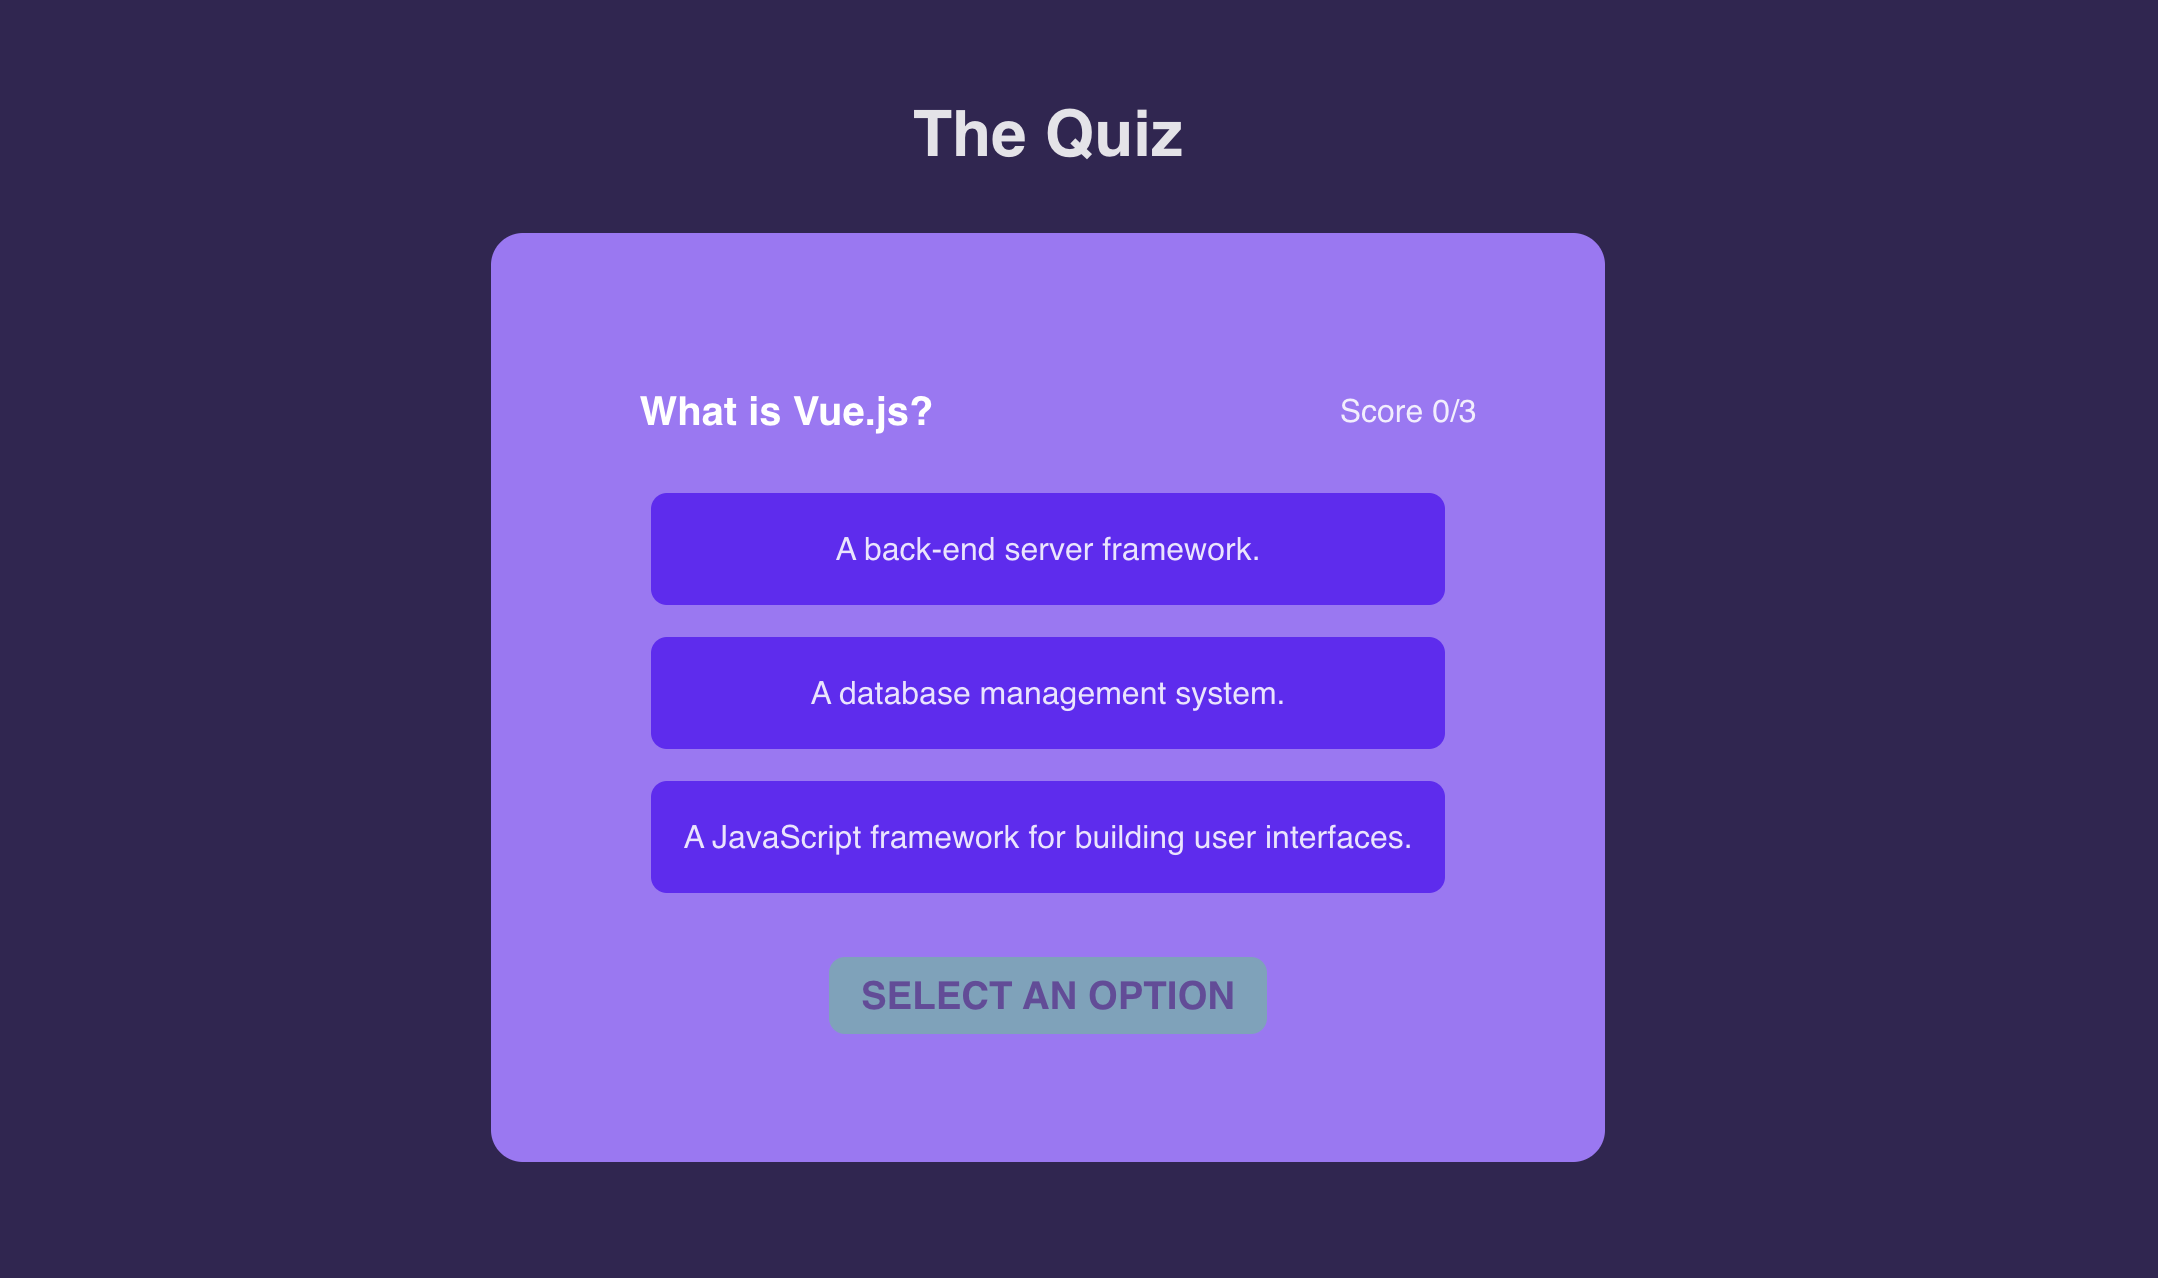 The Quiz
What is Vue.js?
Score 0/3
A back-end server framework.
A database management system.
A JavaScript framework for building user interfaces.
SELECT AN OPTION